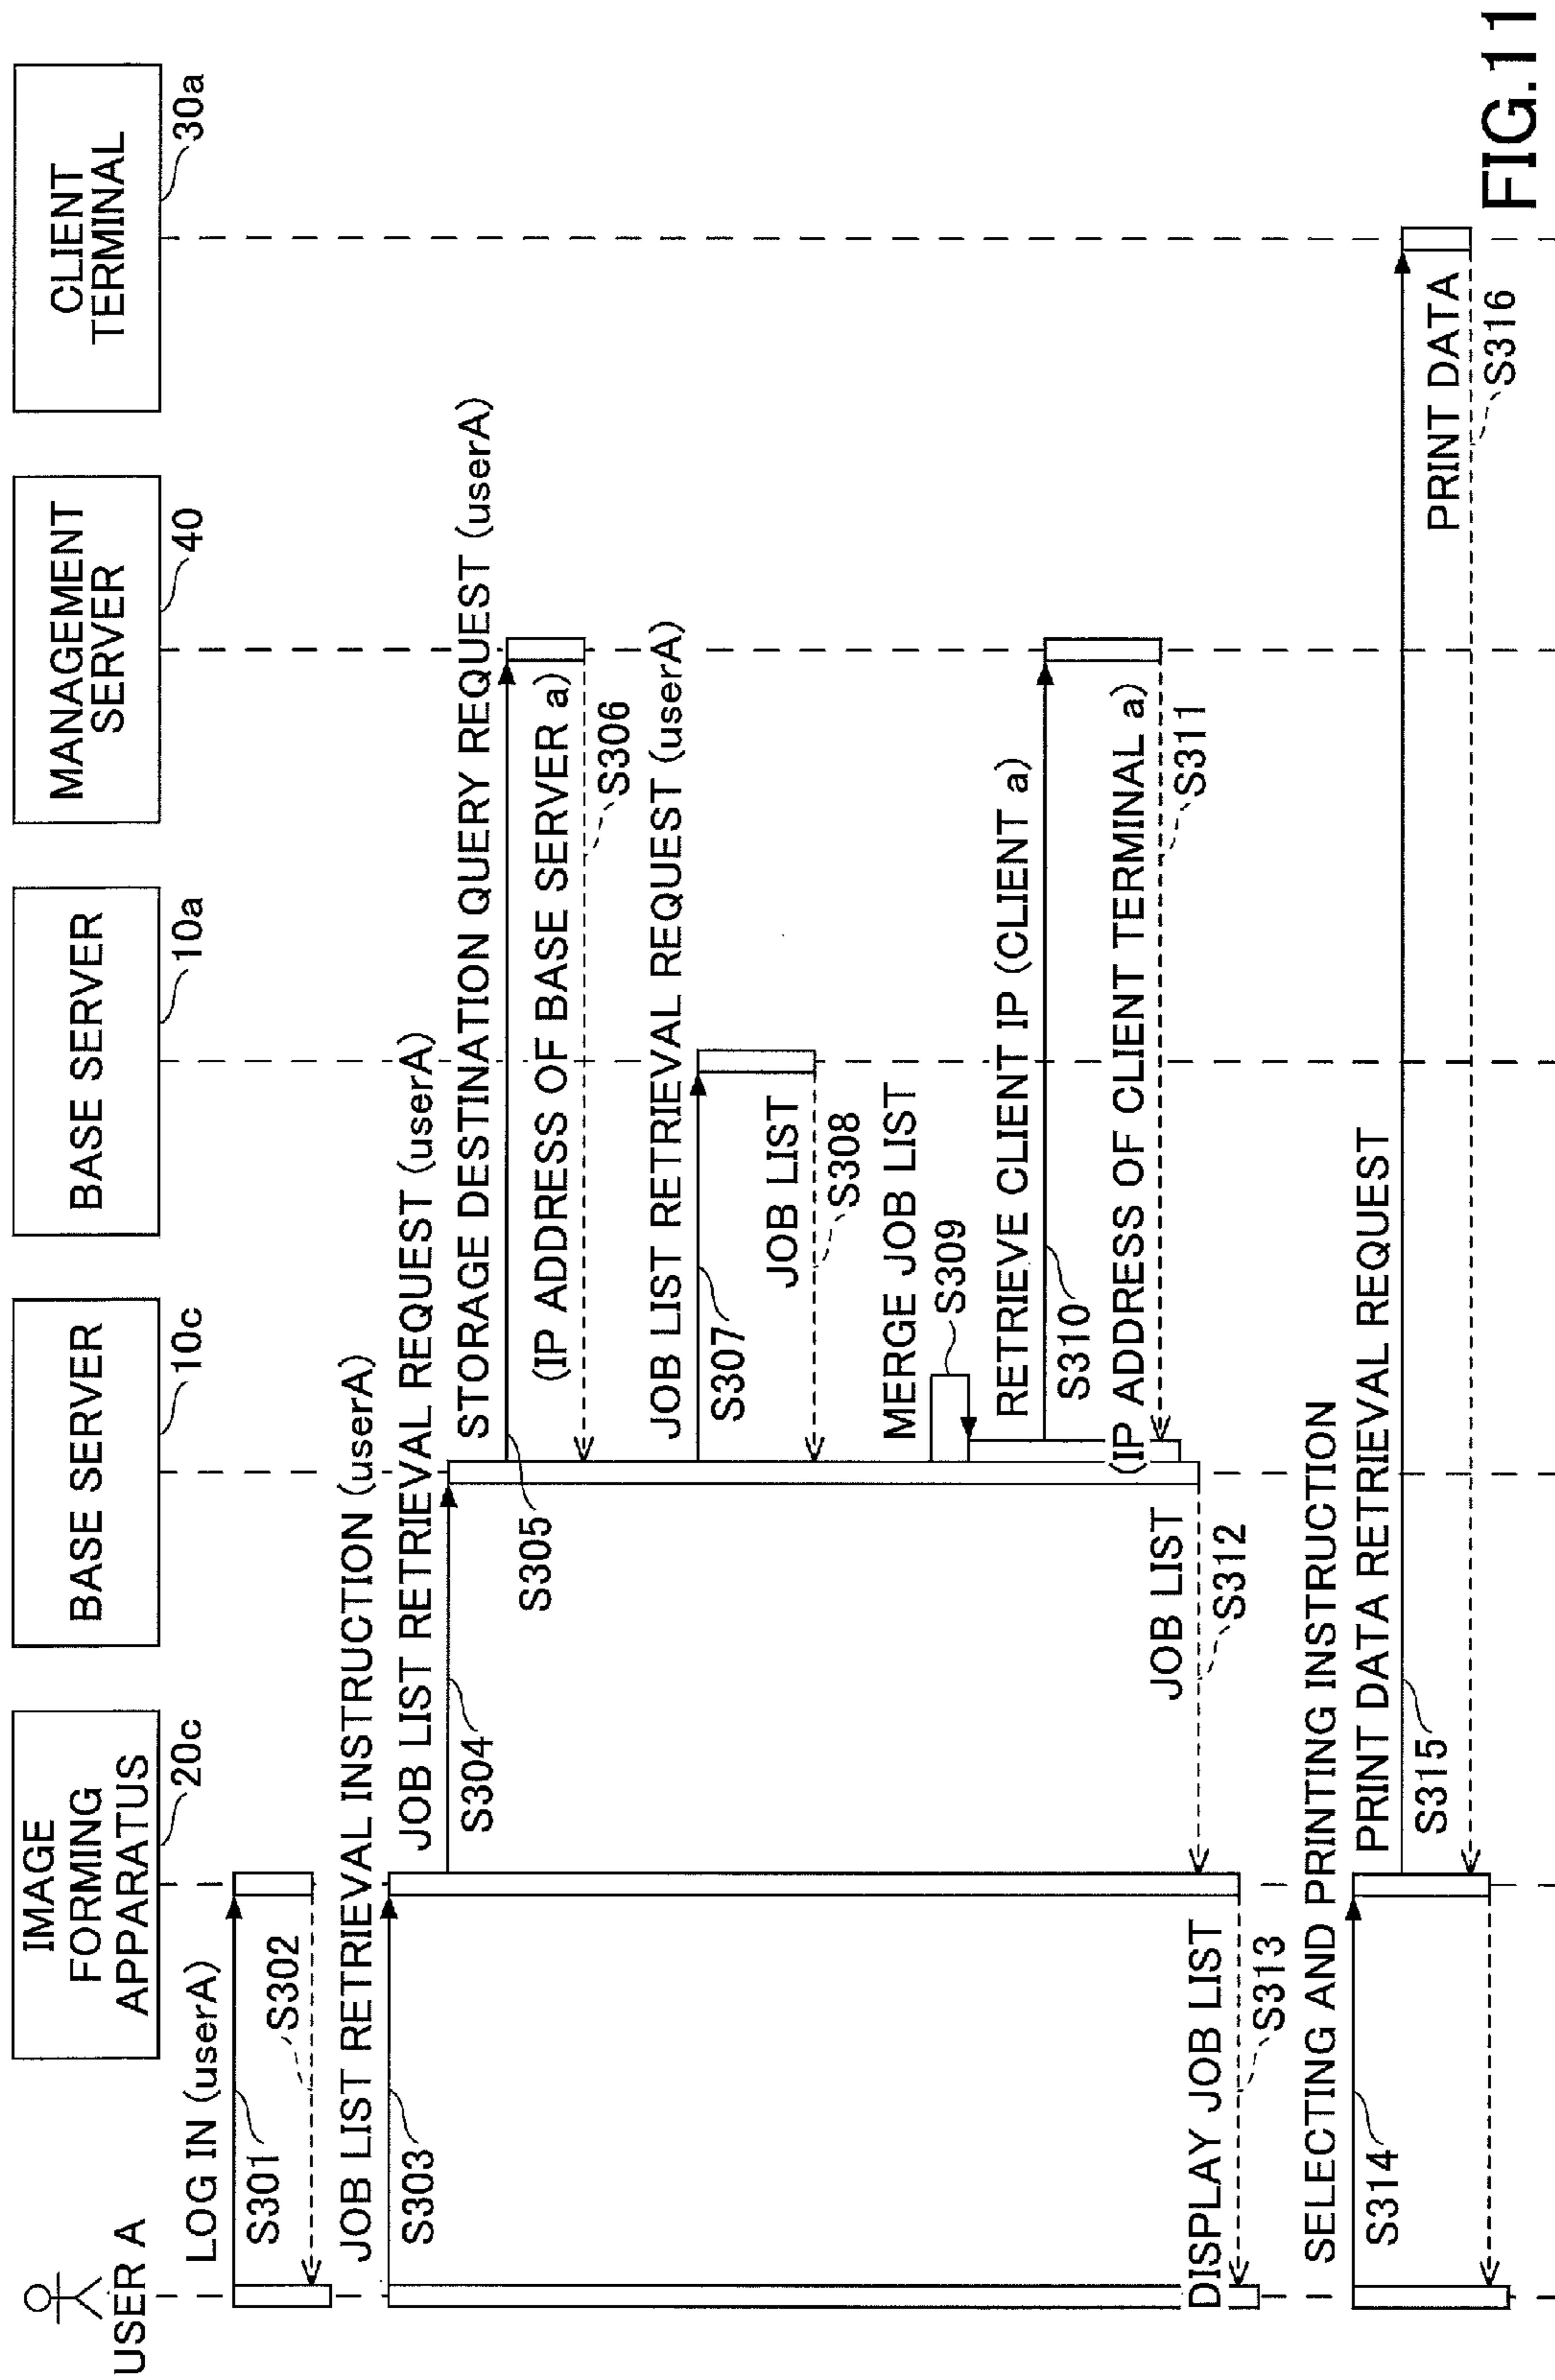 USER A
IMAGE
FORMING
APPARATUS
20c
BASE SERVER
10c
BASE SERVER
10a
MANAGEMENT
SERVER
40
CLIENT
TERMINAL
30a
LOG IN (userA)
S301
S302
JOB LIST RETRIEVAL INSTRUCTION (userA)
S303
JOB LIST RETRIEVAL REQUEST (userA)
S304
STORAGE DESTINATION QUERY REQUEST (userA)
S305
(IP ADDRESS OF BASE SERVER a)
S306
JOB LIST RETRIEVAL REQUEST (userA)
S307
JOB LIST
S308
MERGE JOB LIST
S309
RETRIEVE CLIENT IP (CLIENT a)
S310
(IP ADDRESS OF CLIENT TERMINAL a)
S311
JOB LIST
S312
DISPLAY JOB LIST
S313
SELECTING AND PRINTING INSTRUCTION
S314
PRINT DATA RETRIEVAL REQUEST
S315
PRINT DATA
S316
FIG.11